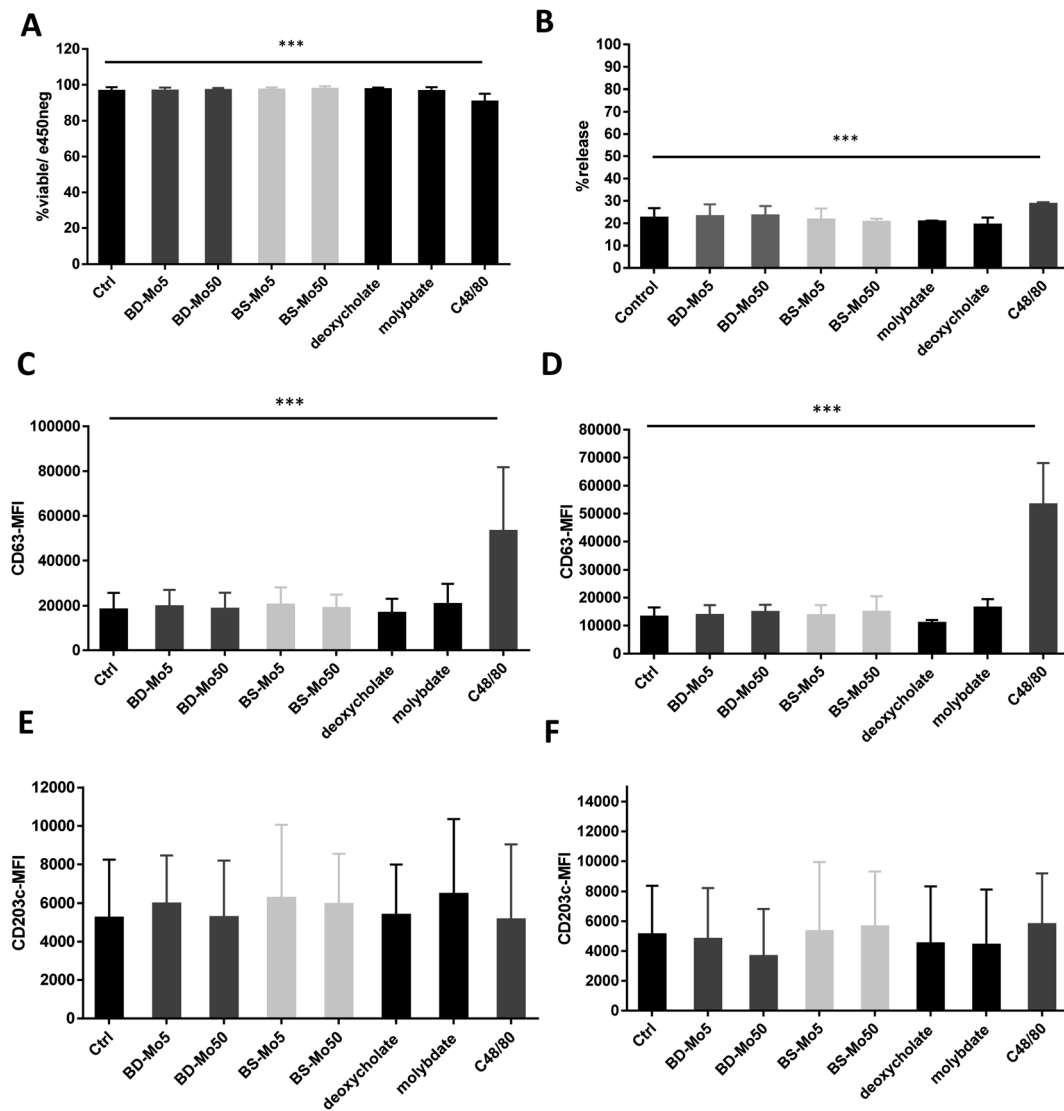 A
***
120
100
80
60
40
20
0
%viable/ e450neg
Ctrl
BD-Mo5
BD-Mo50
BS-Mo5
BS-Mo50
deoxycholate
molybdate
C48/80
B
***
100
90
80
70
60
50
40
30
20
10
0
%release
Control
BD-Mo5
BD-Mo50
BS-Mo5
BS-Mo50
molybdate
deoxycholate
C48/80
C
***
100000
80000
60000
40000
20000
0
CD63-MFI
Ctrl
BD-Mo5
BD-Mo50
BS-Mo5
BS-Mo50
deoxycholate
molybdate
C48/80
D
***
80000
70000
60000
50000
40000
30000
20000
10000
0
CD63-MFI
Ctrl
BD-Mo5
BD-Mo50
BS-Mo5
BS-Mo50
deoxycholate
molybdate
C48/80
E
12000
10000
8000
6000
4000
2000
0
CD203c-MFI
Ctrl
BD-Mo5
BD-Mo50
BS-Mo5
BS-Mo50
deoxycholate
molybdate
C48/80
F
14000
12000
10000
8000
6000
4000
2000
0
CD203c-MFI
Ctrl
BD-Mo5
BD-Mo50
BS-Mo5
BS-Mo50
deoxycholate
molybdate
C48/80